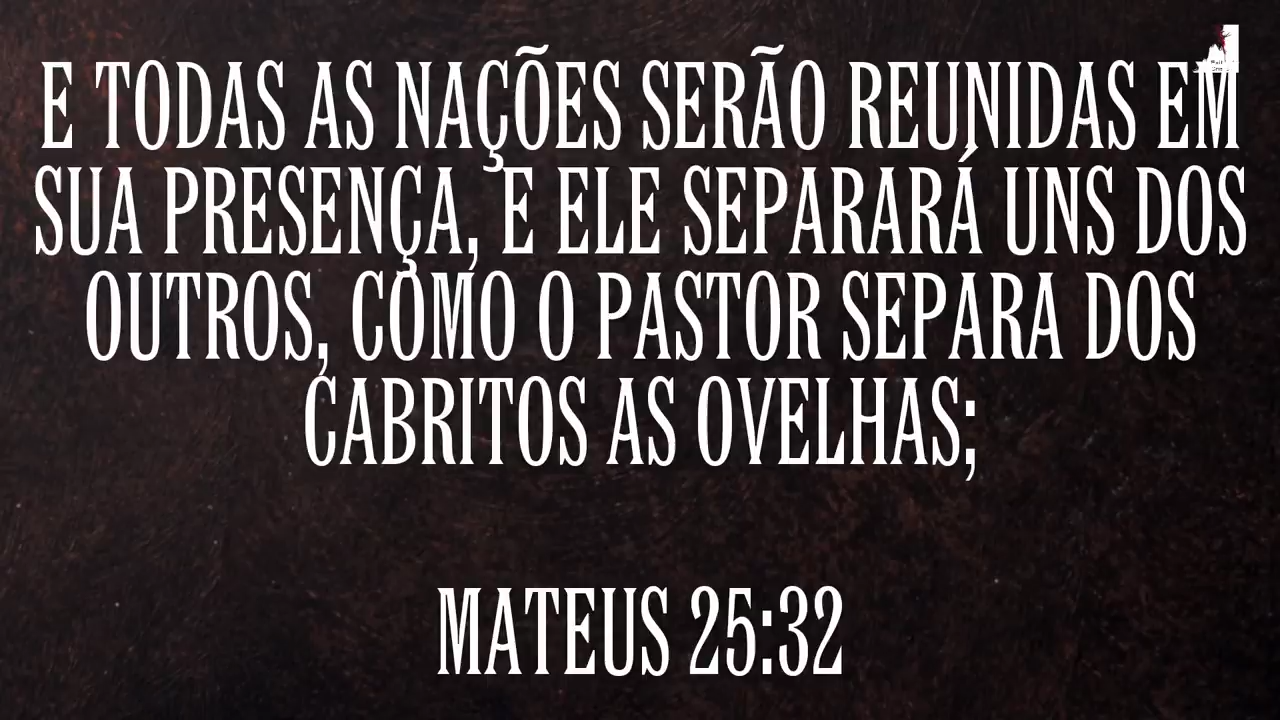 E TODAS AS NAÇÕES SERÃO REUNIDAS EM
SUA PRESENÇA, E ELE SEPARARÁ UNS DOS
OUTROS, COMO O PASTOR SEPARA DOS
CABRITOS AS OVELHAS;
MATEUS 25:32